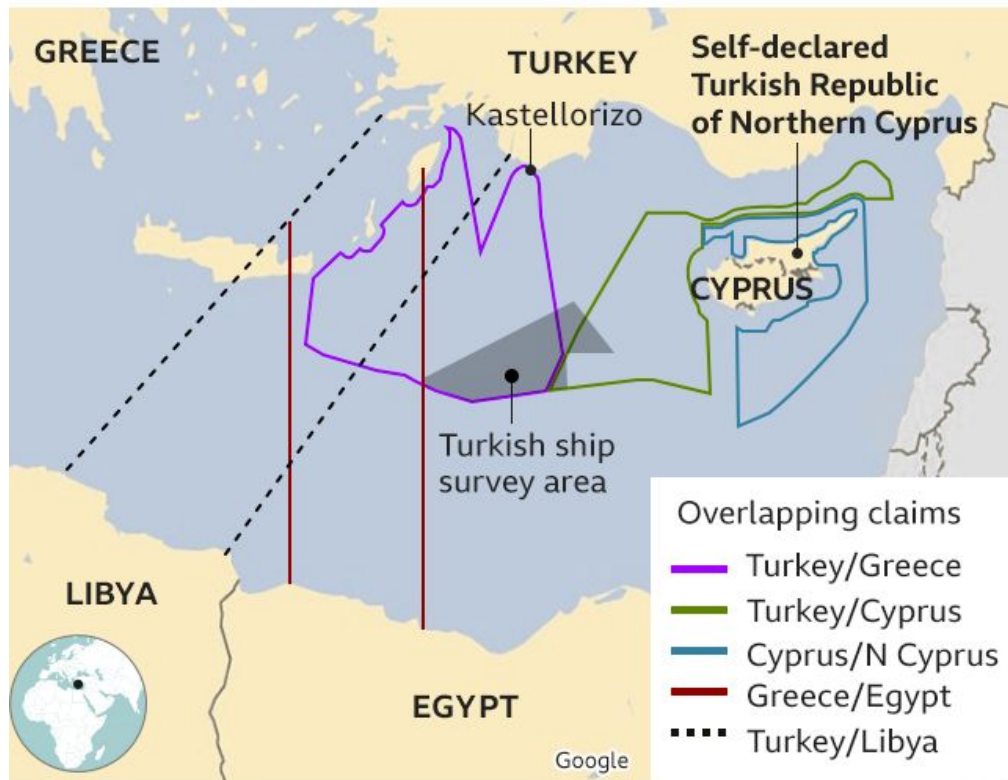 GREECE
TURKEY
Self-declared
Turkish Republic
of Northern Cyprus
Kastellorizo
CYPRUS
Turkish ship
survey area
LIBYA
EGYPT
Google
Overlapping claims
Turkey/Greece
Turkey/Cyprus
Cyprus/N Cyprus
Greece/Egypt
Turkey/Libya